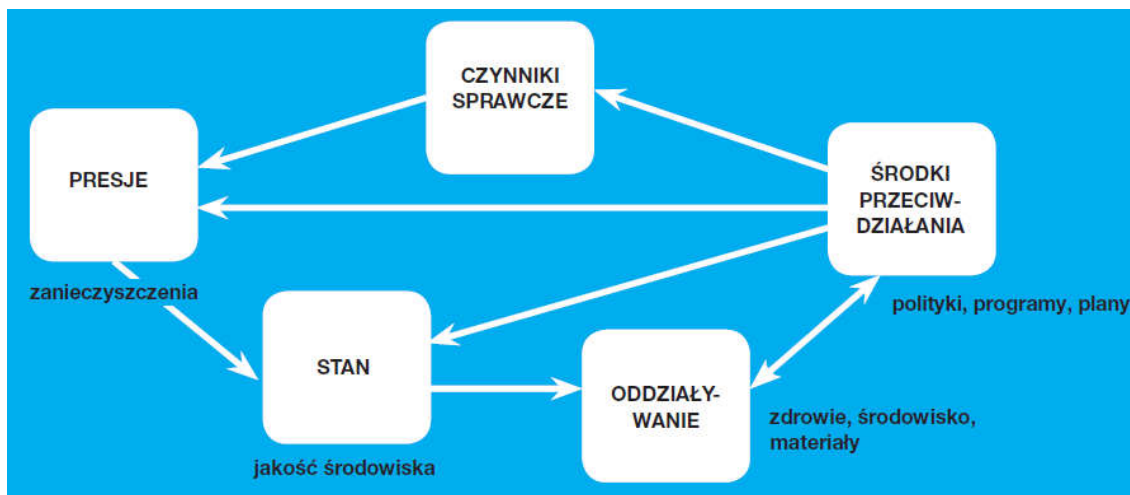 CZYNNIKI
SPRAWCZE
PRESJE
ŚRODKI
PRZECIW-
DZIAŁANIA
zanieczyszczenia
polityki, programy, plany
STAN
ODDZIAŁY-
WANIE
zdrowie, środowisko,
materiały
jakość środowiska